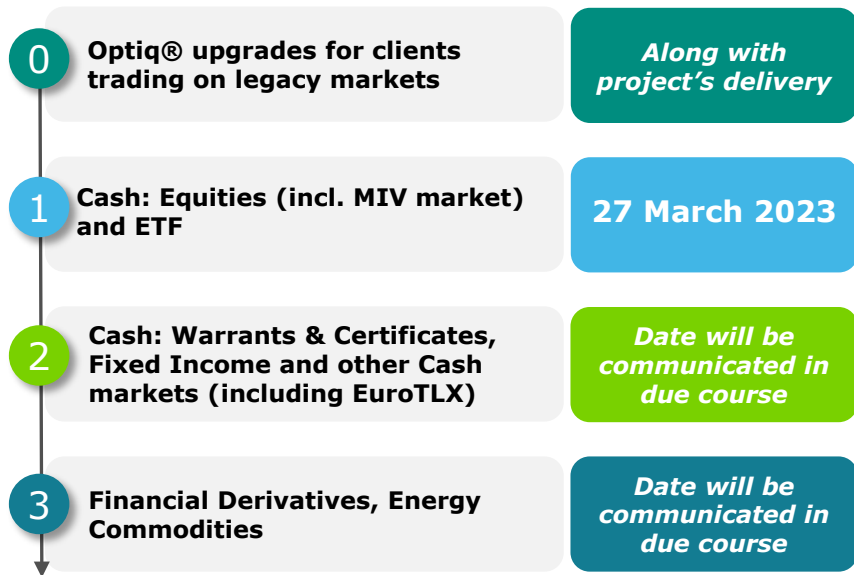 0
Optiq® upgrades for clients
trading on legacy markets
Along with
project's delivery
1
Cash: Equities (incl. MIV market)
and ETF
27 March 2023
2
Cash: Warrants & Certificates,
Fixed Income and other Cash
markets (including EuroTLX)
Date will be
communicated in
due course
3
Financial Derivatives, Energy
Commodities
Date will be
communicated in
due course